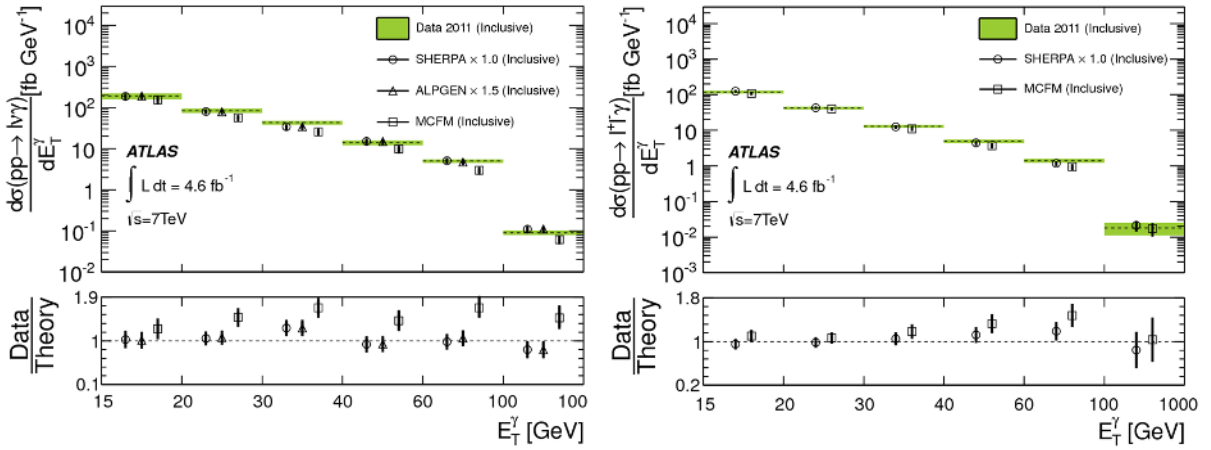 dσ(pp→ lνγ)
dE_T^γ
[fb GeV⁻¹]
10⁴
10³
10²
10
1
10⁻¹
10⁻²
Data 2011 (Inclusive)
SHERPA × 1.0 (Inclusive)
ALPGEN × 1.5 (Inclusive)
MCFM (Inclusive)
ATLAS
∫ L dt = 4.6 fb⁻¹
√s=7TeV
Data
Theory
1.9
1
0.1
15 20 30 40 60 100 100
E_T^γ [GeV]
dσ(pp→ l⁺l⁻γ)
dE_T^γ
[fb GeV⁻¹]
10⁴
10³
10²
10
1
10⁻¹
10⁻²
10⁻³
Data 2011 (Inclusive)
SHERPA × 1.0 (Inclusive)
MCFM (Inclusive)
ATLAS
∫ L dt = 4.6 fb⁻¹
√s=7TeV
Data
Theory
1.8
1
0.2
15 20 30 40 60 100 1000
E_T^γ [GeV]